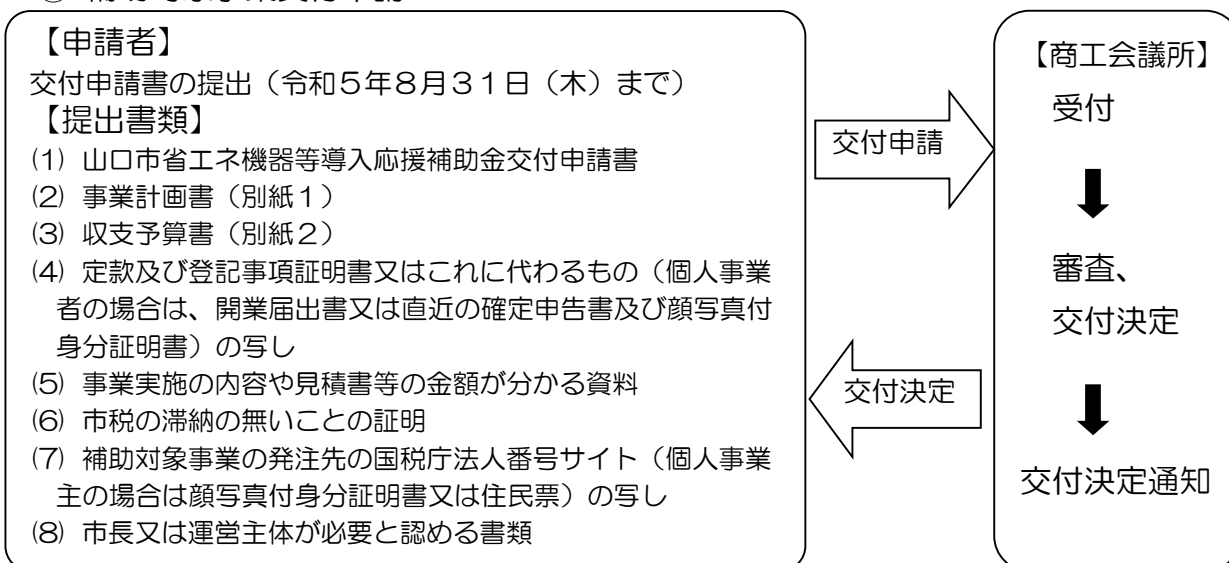 【申請者】
交付申請書の提出（令和５年８月３１日（木）まで）
【提出書類】
⑴ 山口市省エネ機器等導入応援補助金交付申請書
⑵ 事業計画書（別紙１）
⑶ 収支予算書（別紙２）
⑷ 定款及び登記事項証明書又はこれに代わるもの（個人事業
者の場合は、開業届出書又は直近の確定申告書及び顔写真付
身分証明書）の写し
⑸ 事業実施の内容や見積書等の金額が分かる資料
⑹ 市税の滞納の無いことの証明
⑺ 補助対象事業の発注先の国税庁法人番号サイト（個人事業
主の場合は顔写真付身分証明書又は住民票）の写し
⑻ 市長又は運営主体が必要と認める書類
交付申請
交付決定
【商工会議所】
受付
審査、
交付決定
交付決定通知